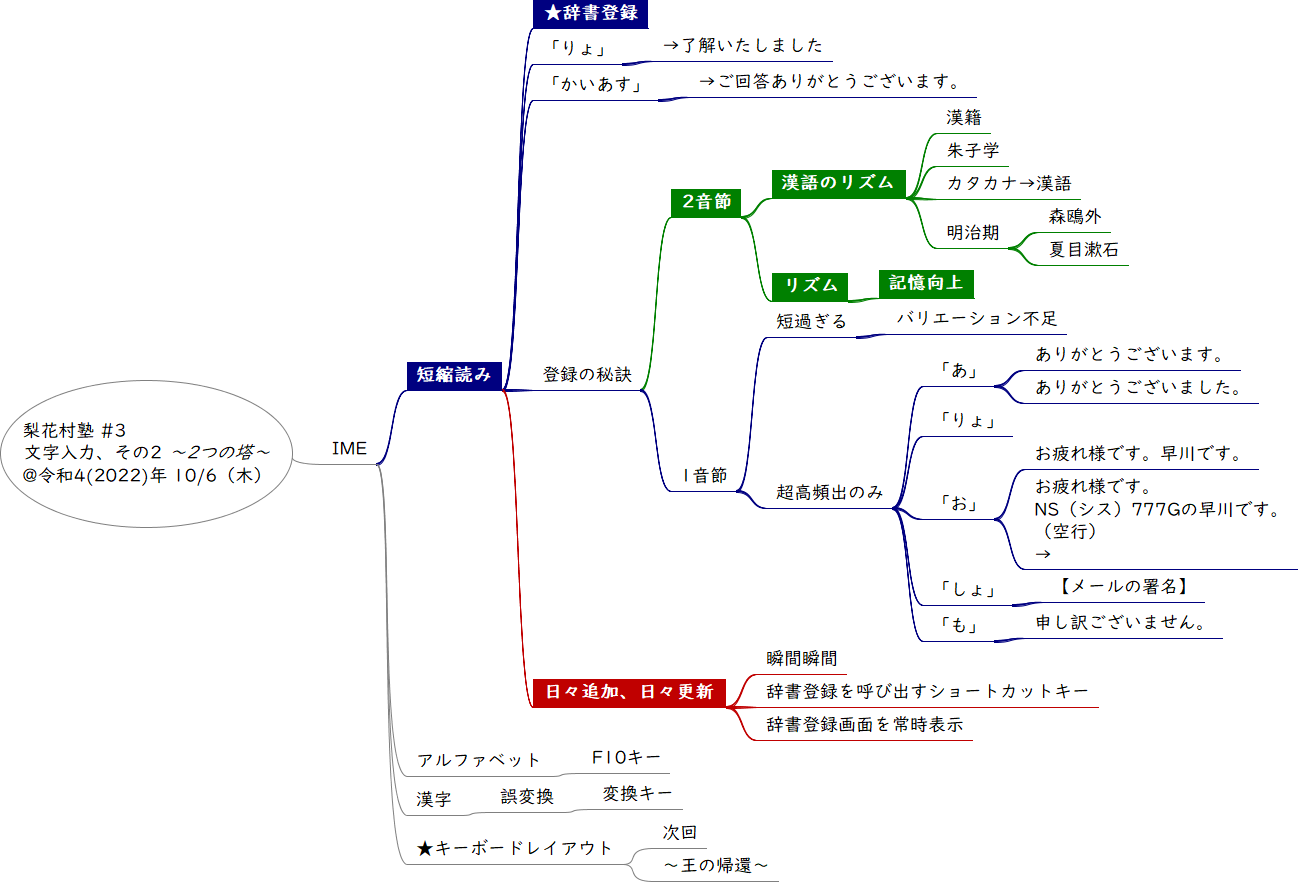 梨花村塾 #3
文字入力、その2 ～2つの塔～
@令和4(2022)年 10/6（木）
IME
短縮読み
★辞書登録
「りょ」
→了解いたしました
「かいあす」
→ご回答ありがとうございます。
登録の秘訣
2音節
漢語のリズム
漢籍
朱子学
カタカナ→漢語
明治期
森鴎外
夏目漱石
リズム
記憶向上
1音節
短過ぎる
バリエーション不足
超高頻出のみ
「あ」
ありがとうございます。
ありがとうございました。
「りょ」
「お」
お疲れ様です。早川です。
お疲れ様です。
NS（シス）777Gの早川です。
（空行）
→
「しょ」
【メールの署名】
「も」
申し訳ございません。
日々追加、日々更新
瞬間瞬間
辞書登録を呼び出すショートカットキー
辞書登録画面を常時表示
アルファベット
F10キー
漢字
誤変換
変換キー
★キーボードレイアウト
次回
～王の帰還～